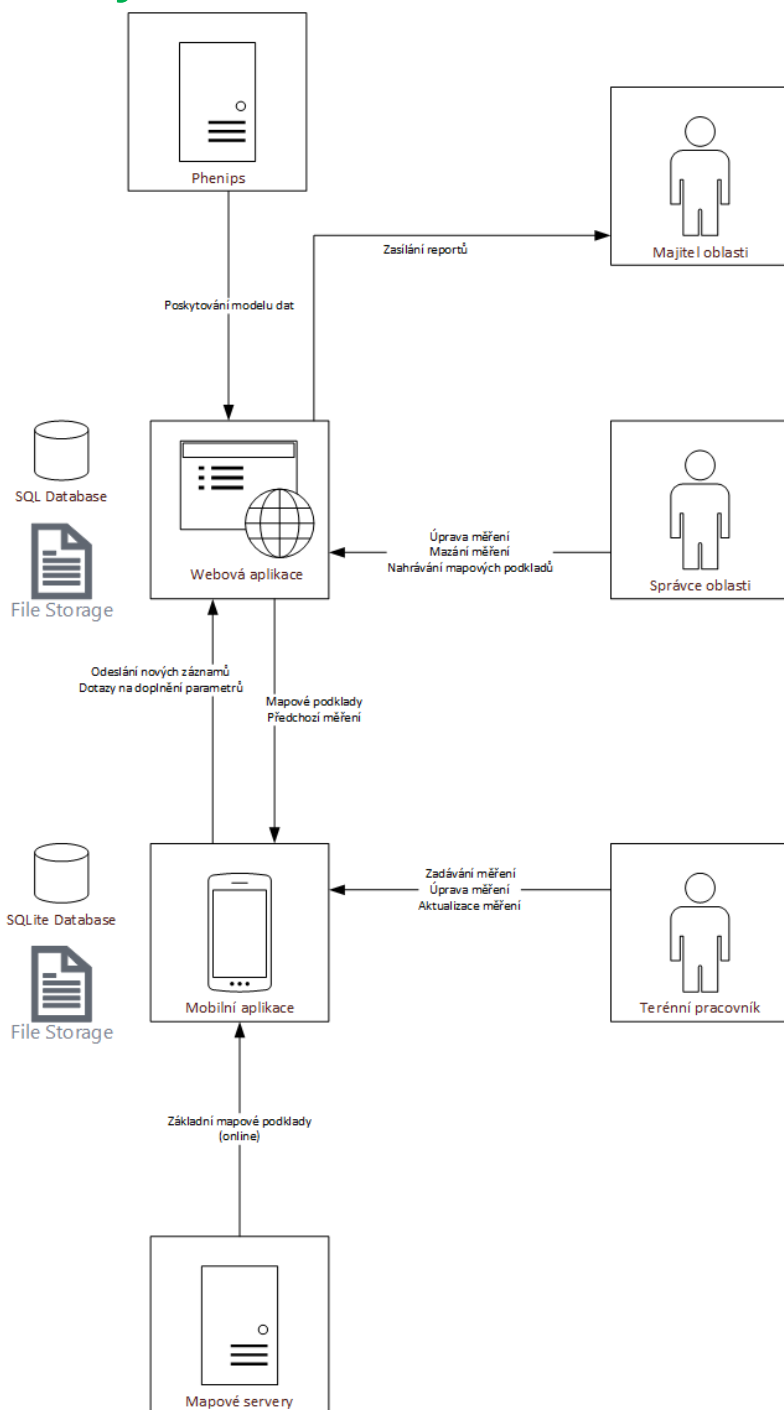 Phenips
Majitel oblasti
Zasílání reportů
Poskytování modelu dat
SQL Database
File Storage
Webová aplikace
Úprava měření
Mazání měření
Nahrávání mapových podkladů
Správce oblasti
Odeslání nových záznamů
Dotazy na doplnění parametrů
Mapové podklady
Předchozí měření
SQLite Database
File Storage
Mobilní aplikace
Zadávání měření
Úprava měření
Aktualizace měření
Terénní pracovník
Základní mapové podklady
(online)
Mapové servery